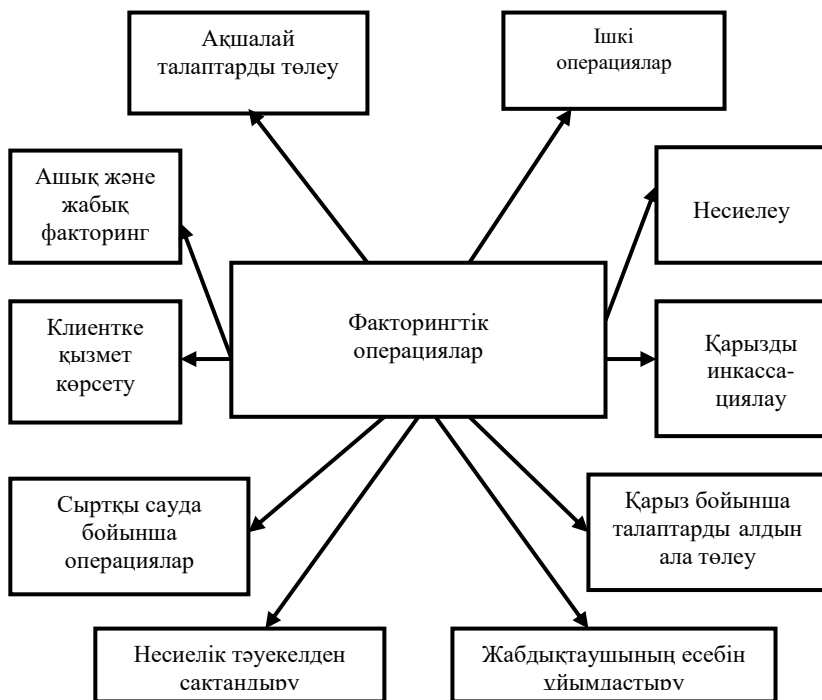 Ақшалай
талаптарды төлеу
Ішкі
операциялар
Ашық және
жабық
факторинг
Несиелеу
Факторингтік
операциялар
Клиентке
қызмет
көрсету
Қарызды
инкасса-
циялау
Сыртқы сауда
бойынша
операциялар
Қарыз бойынша
талаптарды алдын
ала төлеу
Несиелік тәуекелден
сақтандыру
Жабдықтаушының есебін
ұйымдастыру